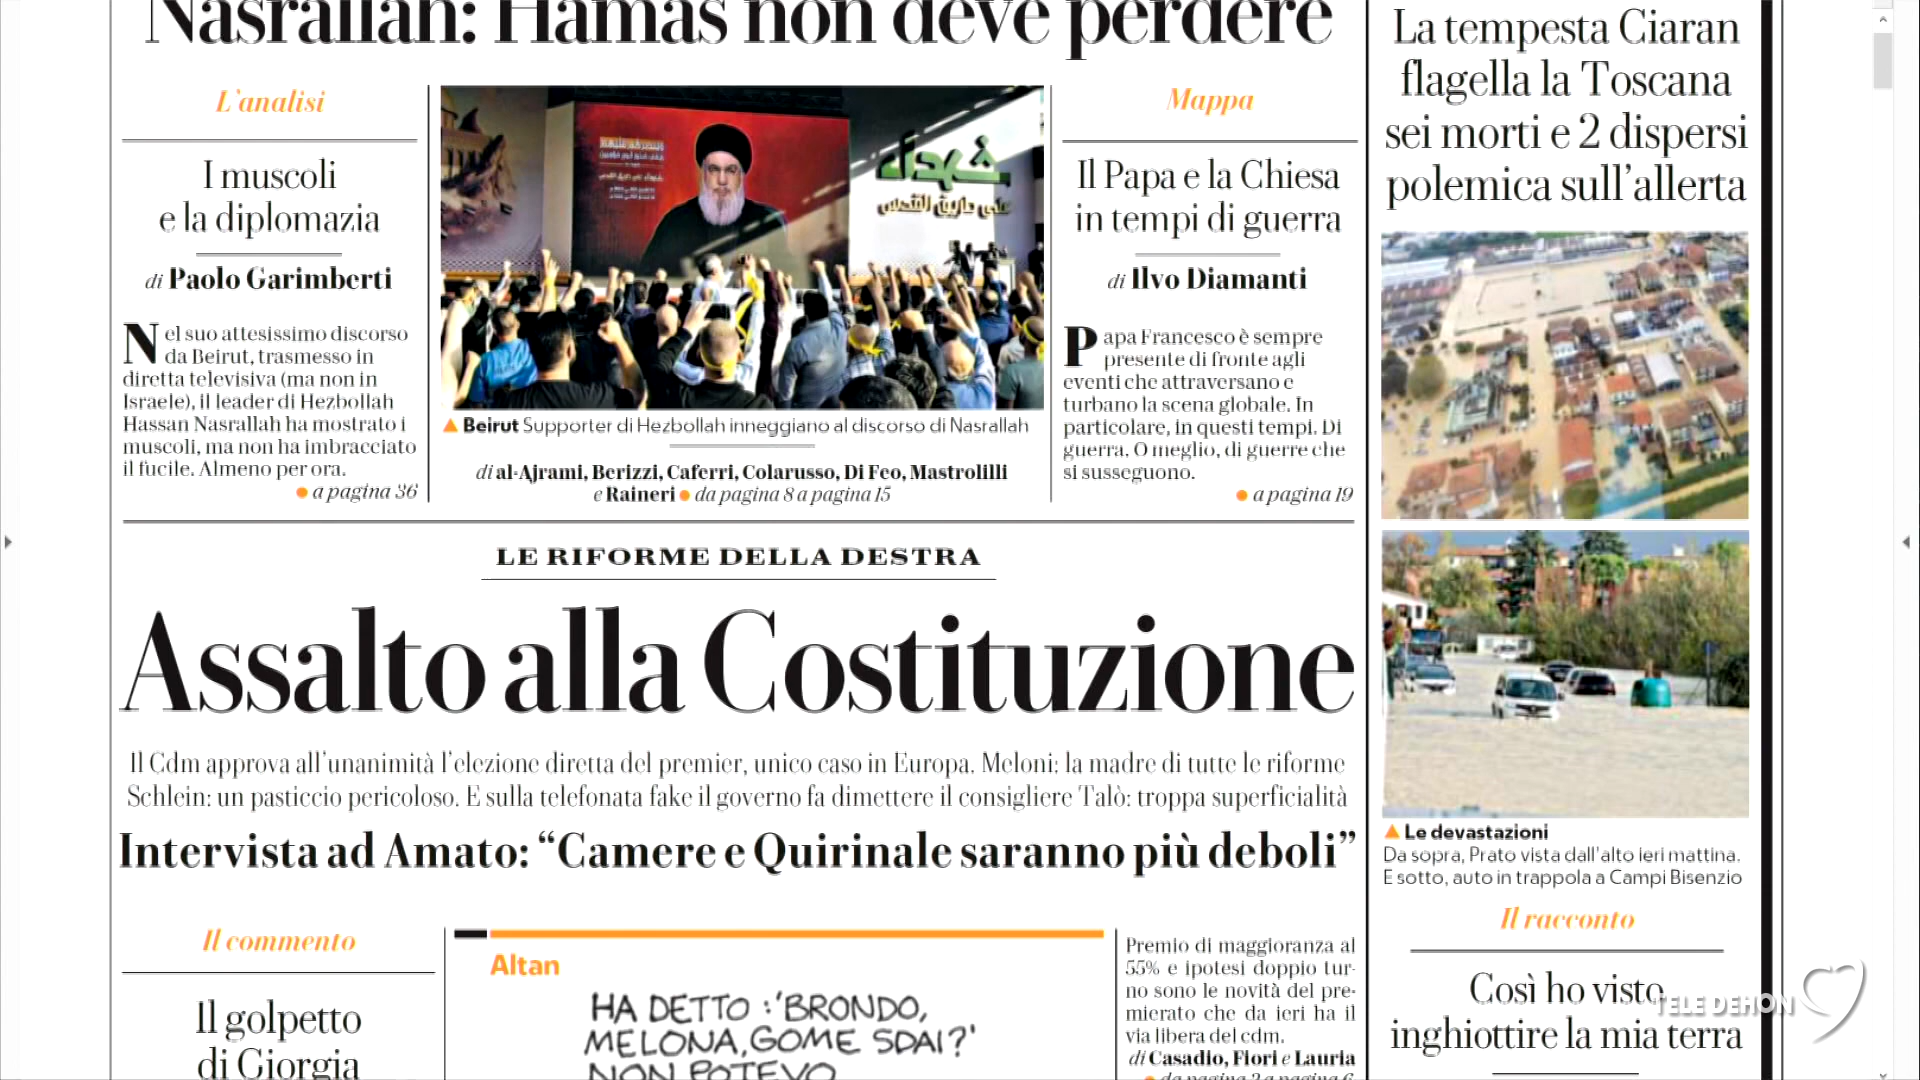 Nasrallah: Hamas non deve perdere
L'analisi
I muscoli
e la diplomazia
di Paolo Garimberti
Nel suo attesissimo discorso
da Beirut, trasmesso in
diretta televisiva (ma non in
Israele), il leader di Hezbollah
Hassan Nasrallah ha mostrato i
muscoli, ma non ha imbracciato
il fucile. Almeno per ora.
a pagina 36
شهداء
على طريق القدس
Beirut Supporter di Hezbollah inneggiano al discorso di Nasrallah
di al-Ajrami, Berizzi, Caferri, Colarusso, Di Feo, Mastrolilli
e Raineri da pagina 8 a pagina 15
Mappa
Il Papa e la Chiesa
in tempi di guerra
di Ilvo Diamanti
Papa Francesco è sempre
presente di fronte agli
eventi che attraversano e
turbano la scena globale. In
particolare, in questi tempi. Di
guerra. O meglio, di guerre che
si susseguono.
a pagina 19
LE RIFORME DELLA DESTRA
Assalto alla Costituzione
Il Cdm approva all'unanimità l'elezione diretta del premier, unico caso in Europa. Meloni: la madre di tutte le riforme
Schlein: un pasticcio pericoloso. E sulla telefonata fake il governo fa dimettere il consigliere Talò: troppa superficialità
Intervista ad Amato: “Camere e Quirinale saranno più deboli”
Il commento
Il golpetto
di Giorgia
Altan
HA DETTO: 'BRONDO,
MELONA, GOME SDAI?'
NON POTEVO
Premio di maggioranza al
55% e ipotesi doppio tur-
no sono le novità del pre-
mierato che da ieri ha il
via libera del cdm.
di Casadio, Fiori e Lauria
da pagina 2 a pagina 6
La tempesta Ciaran
flagella la Toscana
sei morti e 2 dispersi
polemica sull'allerta
Le devastazioni
Da sopra, Prato vista dall'alto ieri mattina.
E sotto, auto in trappola a Campi Bisenzio
Il racconto
Così ho visto
inghiottire la mia terra
TELE DEHON